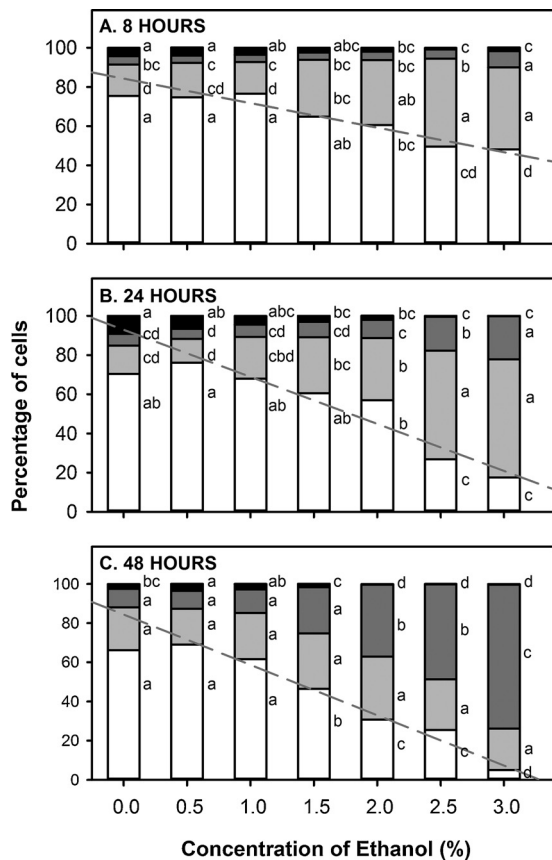 A. 8 HOURS
100
a a ab abc bc c c
bc c c bc bc b a
80
d cd d bc ab a a
60
a a a ab bc cd d
40
20
0
Percentage of cells
B. 24 HOURS
100
a ab abc bc bc c c
cd d cd cd c b a
80
cd d cbd bc b a a
60
ab a ab ab b c c
40
20
0
C. 48 HOURS
100
bc a ab c d d d
a a a a b b c
80
a a a a a a a
60
a a a b c c d
40
20
0
0.0 0.5 1.0 1.5 2.0 2.5 3.0
Concentration of Ethanol (%)